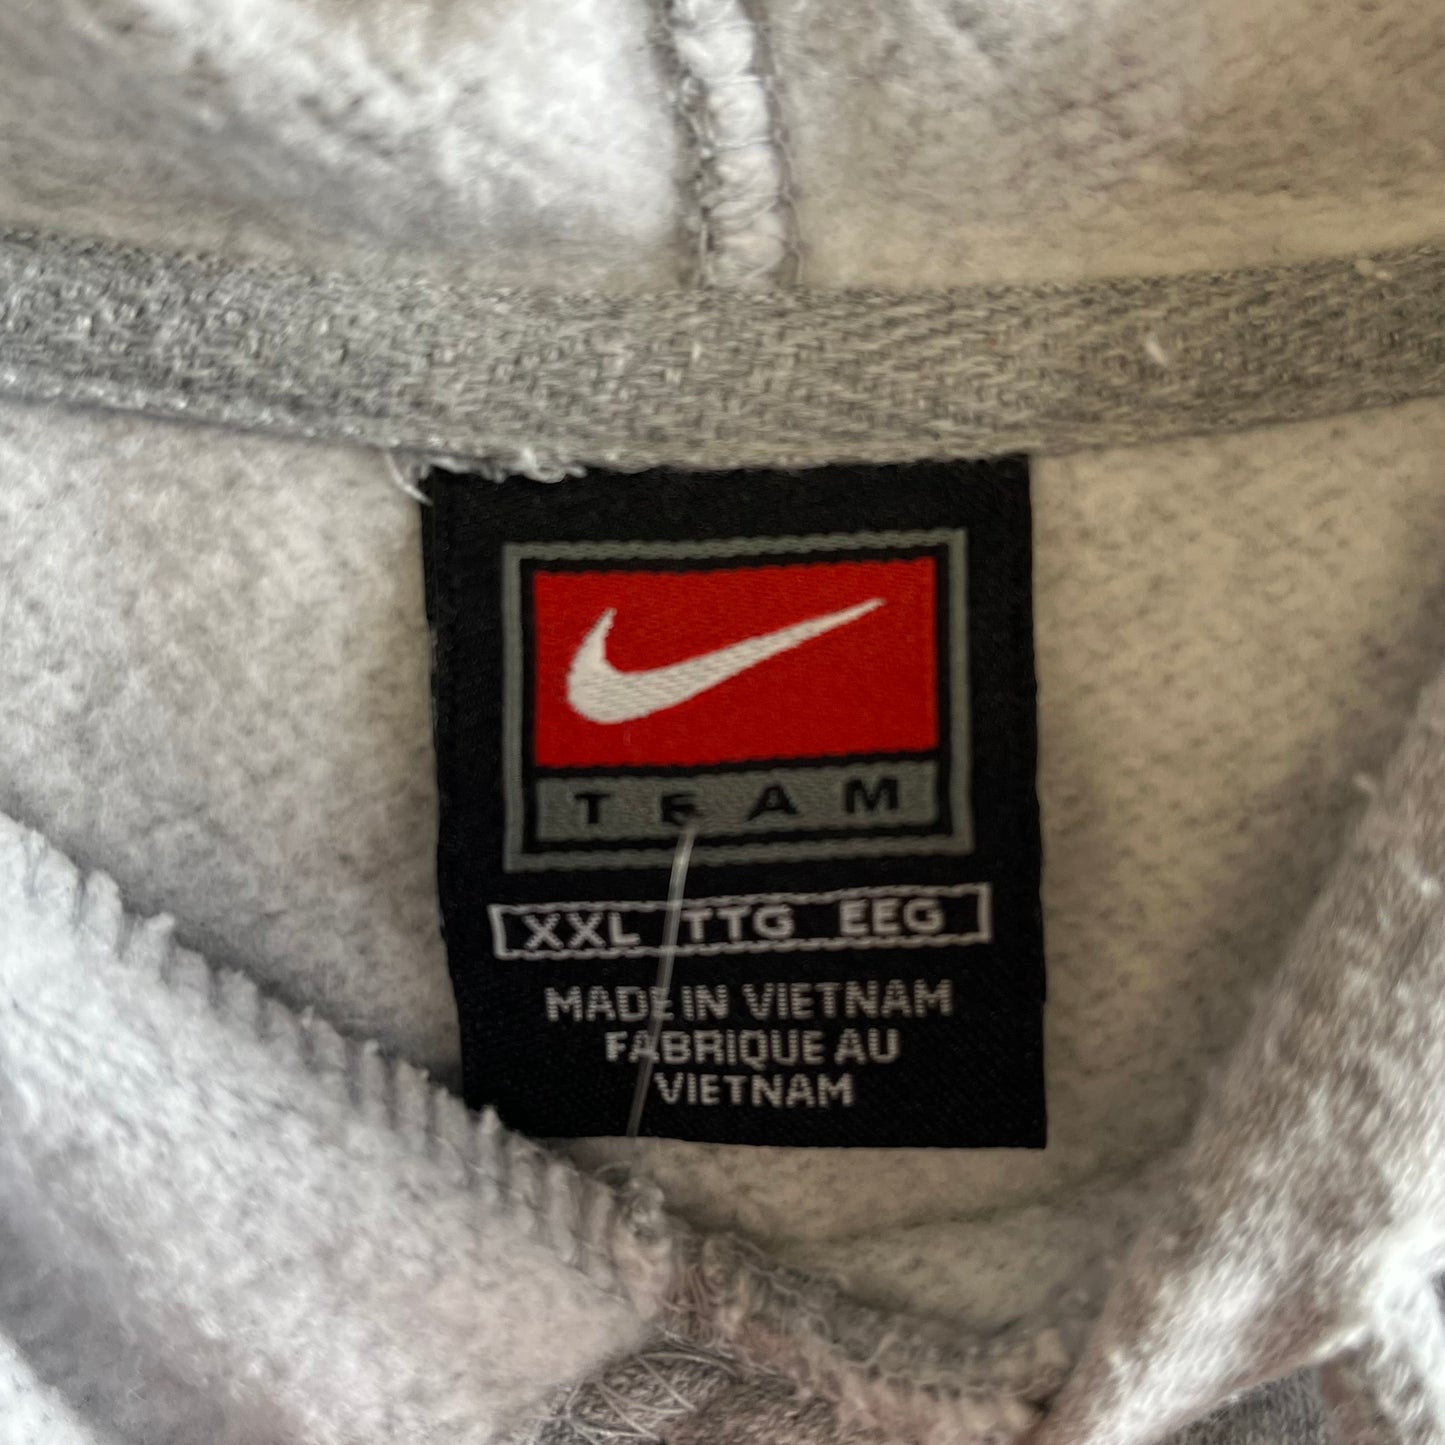 TEAM
XXL TTG EEG
MADE IN VIETNAM
FABRIQUE AU
VIETNAM